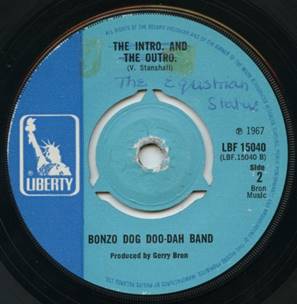 THE INTRO. AND
THE OUTRO.
(V. Stanshall)
The Equestrian
Statue
℗ 1967
LBF 15040
(LBF.15040 B)
Side
2
Bron
Music
LIBERTY
BONZO DOG DOO-DAH BAND
Produced by Gerry Bron